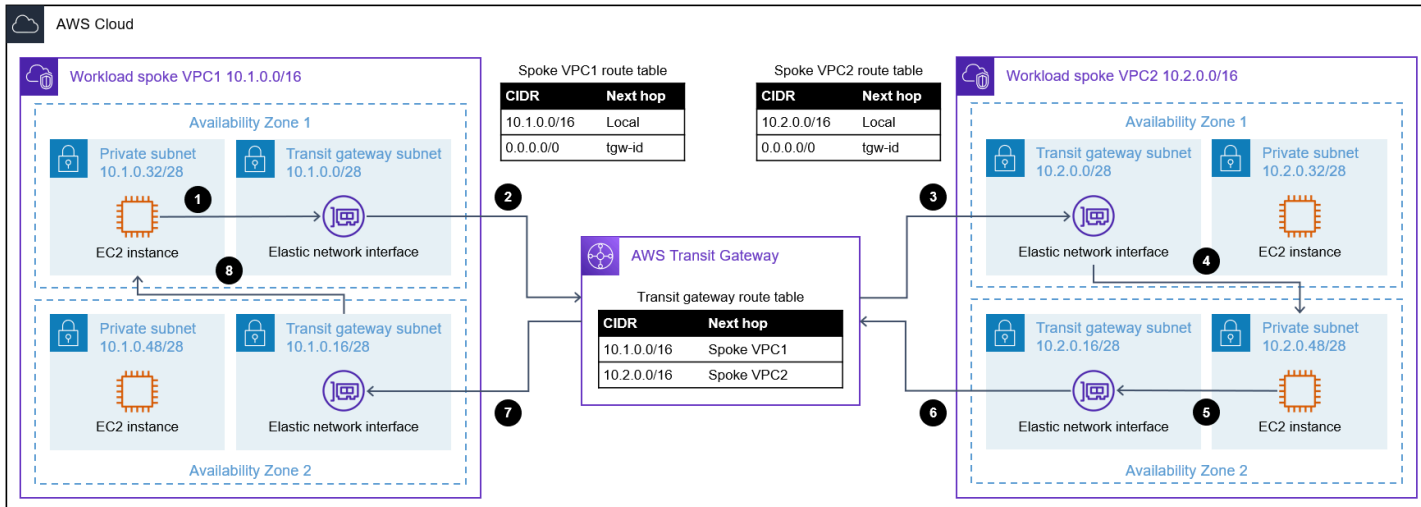 AWS Cloud
Workload spoke VPC1 10.1.0.0/16
Availability Zone 1
Private subnet
10.1.0.32/28
EC2 instance
1
Transit gateway subnet
10.1.0.0/28
Elastic network interface
8
Private subnet
10.1.0.48/28
EC2 instance
Transit gateway subnet
10.1.0.16/28
Elastic network interface
Availability Zone 2
Spoke VPC1 route table
CIDR Next hop
10.1.0.0/16 Local
0.0.0.0/0 tgw-id
Spoke VPC2 route table
CIDR Next hop
10.2.0.0/16 Local
0.0.0.0/0 tgw-id
2
3
AWS Transit Gateway
Transit gateway route table
CIDR Next hop
10.1.0.0/16 Spoke VPC1
10.2.0.0/16 Spoke VPC2
7
6
Workload spoke VPC2 10.2.0.0/16
Availability Zone 1
Transit gateway subnet
10.2.0.0/28
Elastic network interface
Private subnet
10.2.0.32/28
EC2 instance
4
Transit gateway subnet
10.2.0.16/28
Elastic network interface
5
Private subnet
10.2.0.48/28
EC2 instance
Availability Zone 2